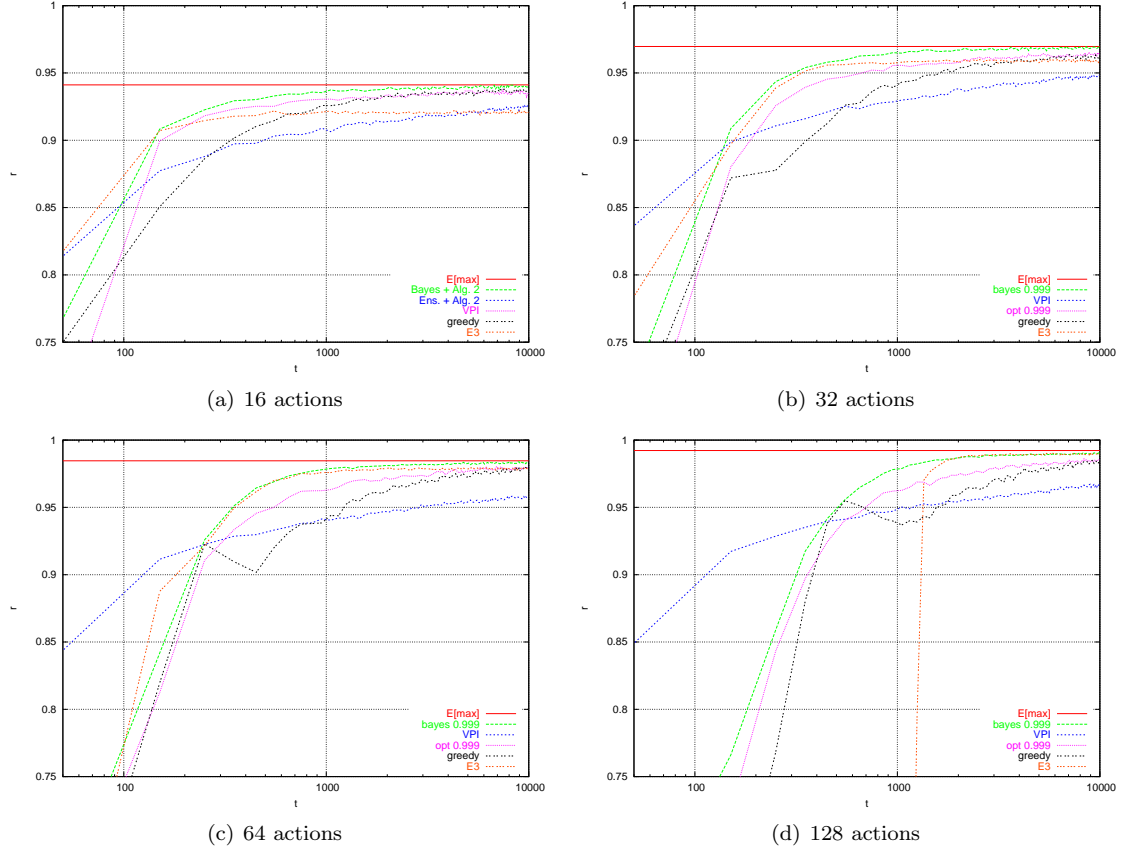 1
0.95
0.9
r
0.85
0.8
0.75
E[max]
Bayes + Alg. 2
Ens. + Alg. 2
VPI
greedy
E3
100
1000
10000
t
(a) 16 actions
1
0.95
0.9
r
0.85
0.8
0.75
E[max]
bayes 0.999
VPI
opt 0.999
greedy
E3
100
1000
10000
t
(b) 32 actions
1
0.95
0.9
r
0.85
0.8
0.75
E[max]
bayes 0.999
VPI
opt 0.999
greedy
E3
100
1000
10000
t
(c) 64 actions
1
0.95
0.9
r
0.85
0.8
0.75
E[max]
bayes 0.999
VPI
opt 0.999
greedy
E3
100
1000
10000
t
(d) 128 actions